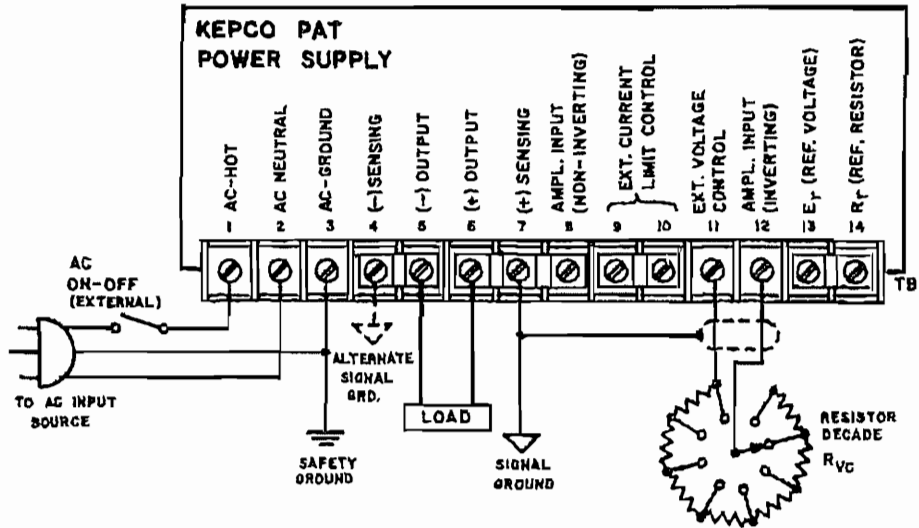 KEPCO PAT
POWER SUPPLY
AC-HOT
AC NEUTRAL
AC-GROUND
(-) SENSING
(-) OUTPUT
(+) OUTPUT
(+) SENSING
AMPL. INPUT
(NON-INVERTING)
EXT. CURRENT
LIMIT CONTROL
EXT. VOLTAGE
CONTROL
AMPL. INPUT
(INVERTING)
Er (REF. VOLTAGE)
Rr (REF. RESISTOR)
1 2 3 4 5 6 7 8 9 10 11 12 13 14
TB
AC
ON-OFF
(EXTERNAL)
TO AC INPUT
SOURCE
ALTERNATE
SIGNAL
GRD.
LOAD
SAFETY
GROUND
SIGNAL
GROUND
RESISTOR
DECADE
RVC